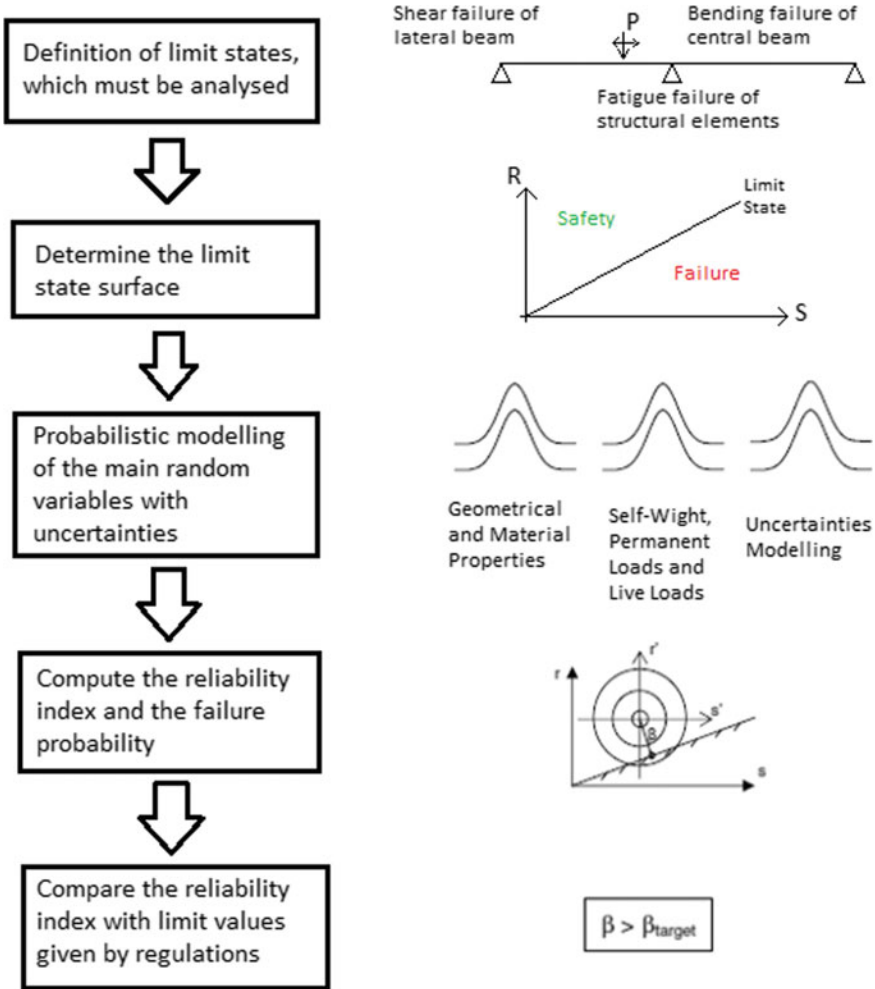 Definition of limit states,
which must be analysed
Shear failure of
lateral beam
P
Bending failure of
central beam
Fatigue failure of
structural elements
Determine the limit
state surface
R
Safety
Limit
State
Failure
S
Probabilistic modelling
of the main random
variables with
uncertainties
Geometrical
and Material
Properties
Self-Wight,
Permanent
Loads and
Live Loads
Uncertainties
Modelling
Compute the reliability
index and the failure
probability
r
r'
s'
β
s
Compare the reliability
index with limit values
given by regulations
β > βtarget